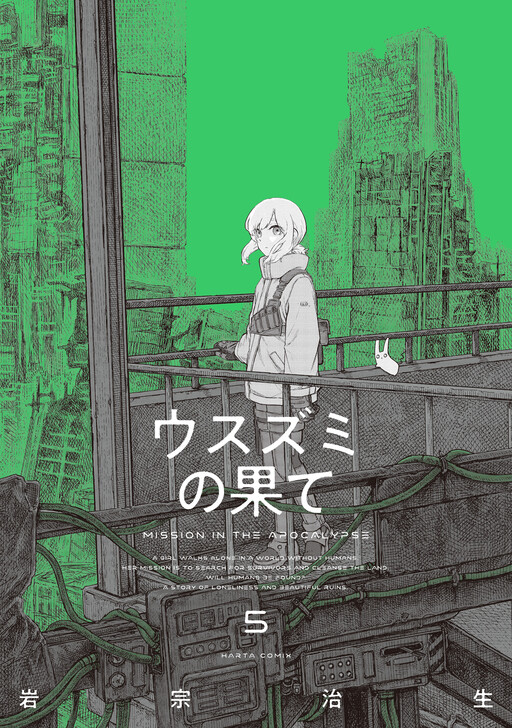 ウスズミ
の果て
MISSION IN THE APOCALYPSE
A GIRL WALKS ALONE IN A WORLD WITHOUT HUMANS.
HER MISSION IS TO SEARCH FOR SURVIVORS AND CLEANSE THE LAND.
WILL HUMANS BE FOUND?
A STORY OF LONELINESS AND BEAUTIFUL RUINS.
5
HARTA COMIX
岩宗治生